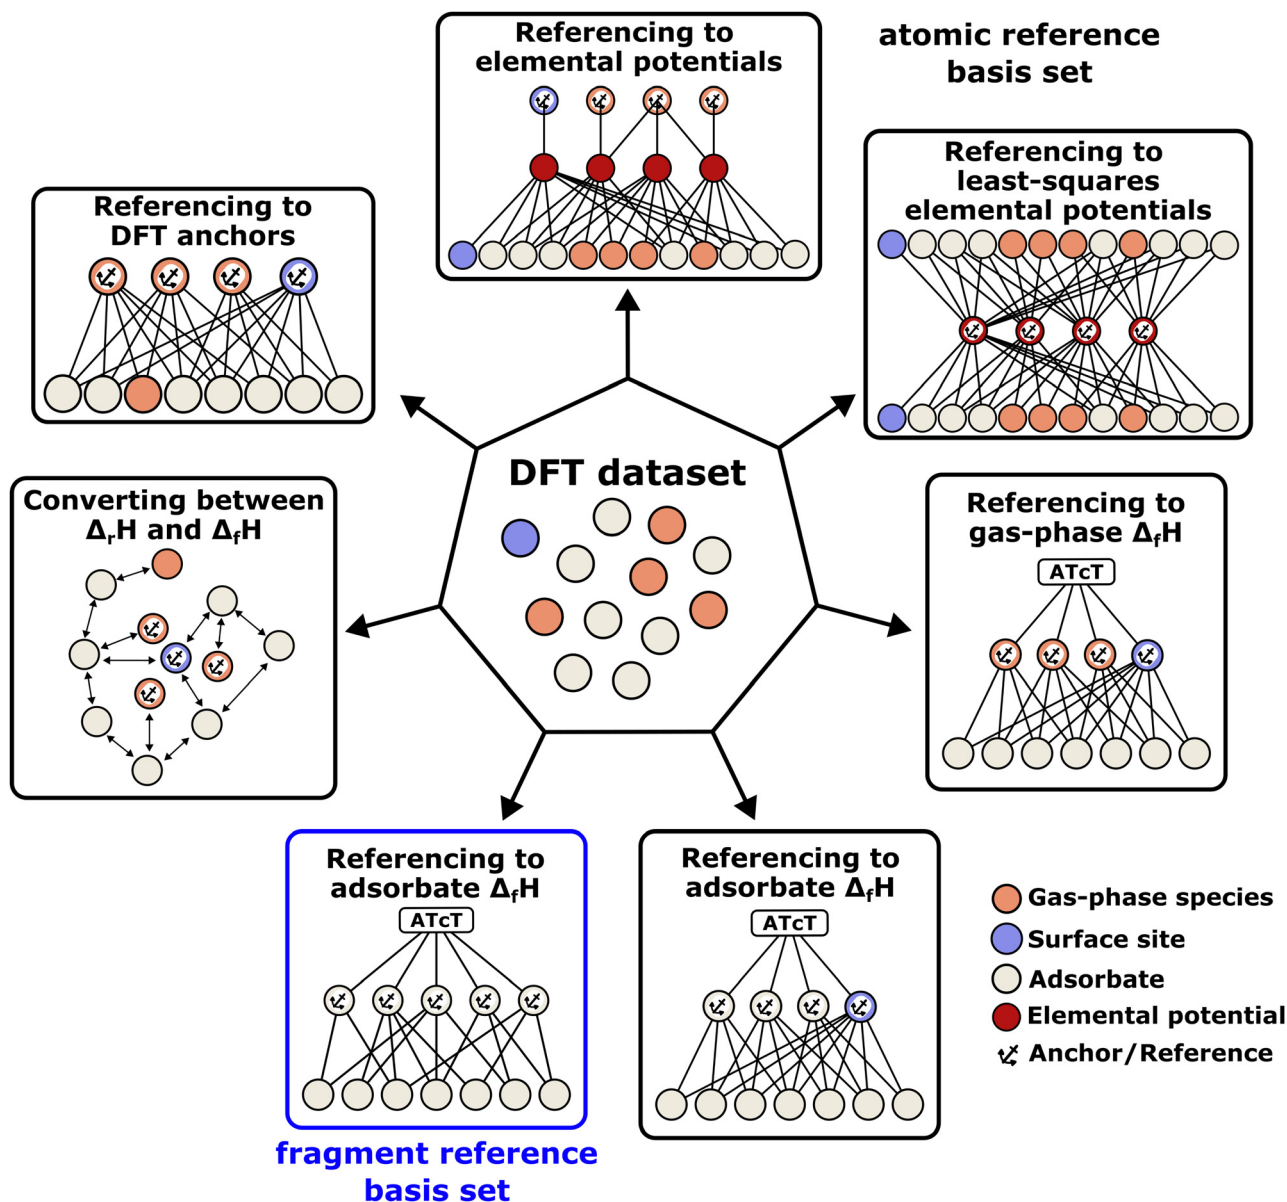 Referencing to
elemental potentials
atomic reference
basis set
Referencing to
DFT anchors
Referencing to
least-squares
elemental potentials
DFT dataset
Converting between
ΔrH and ΔfH
Referencing to
gas-phase ΔfH
ATcT
Referencing to
adsorbate ΔfH
ATcT
Referencing to
adsorbate ΔfH
ATcT
Gas-phase species
Surface site
Adsorbate
Elemental potential
Anchor/Reference
fragment reference
basis set